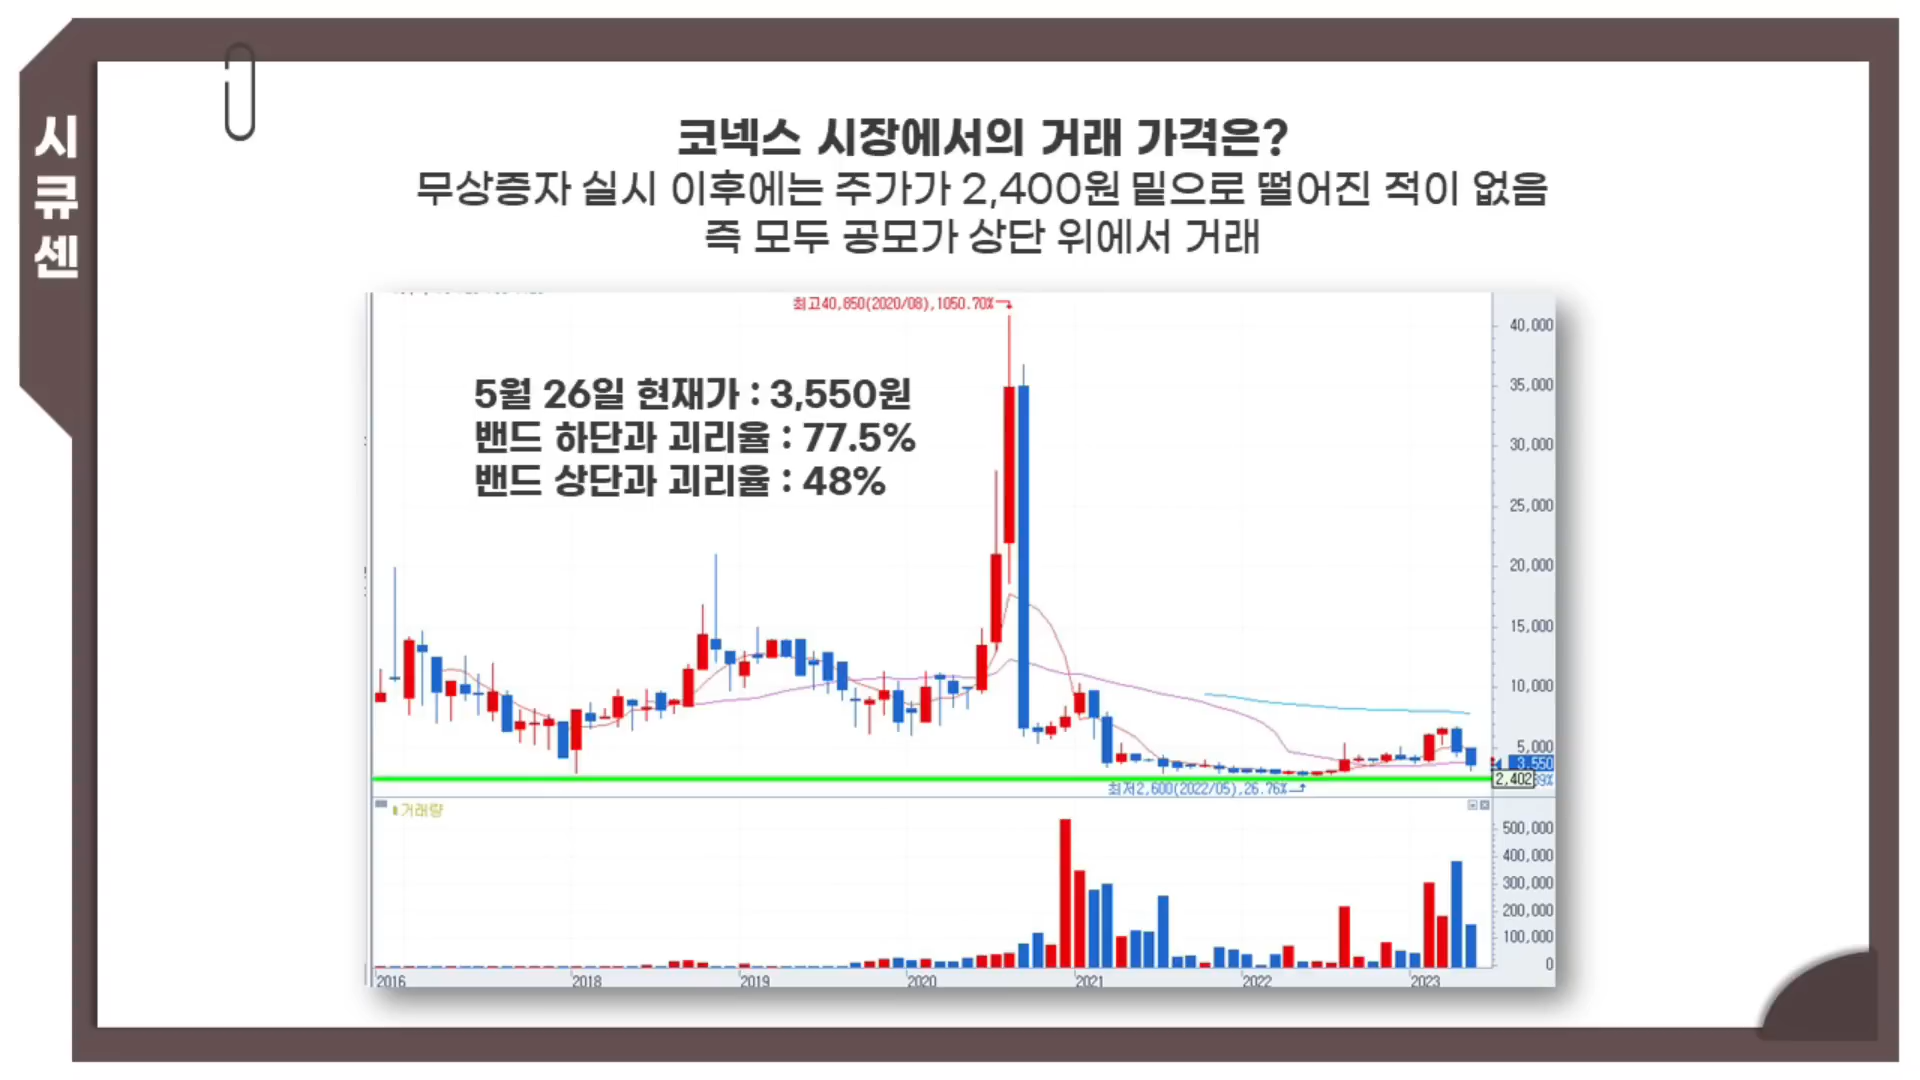 시큐센
코넥스 시장에서의 거래 가격은?
무상증자 실시 이후에는 주가가 2,400원 밑으로 떨어진 적이 없음
즉 모두 공모가 상단 위에서 거래
최고40,850(2020/08),1050.70%
5월 26일 현재가 : 3,550원
밴드 하단과 괴리율 : 77.5%
밴드 상단과 괴리율 : 48%
40,000
35,000
30,000
25,000
20,000
15,000
10,000
5,000
3,550
2,402
최저2,600(2022/05),26.76%
거래량
500,000
400,000
300,000
200,000
100,000
0
2016
2018
2019
2020
2021
2022
2023